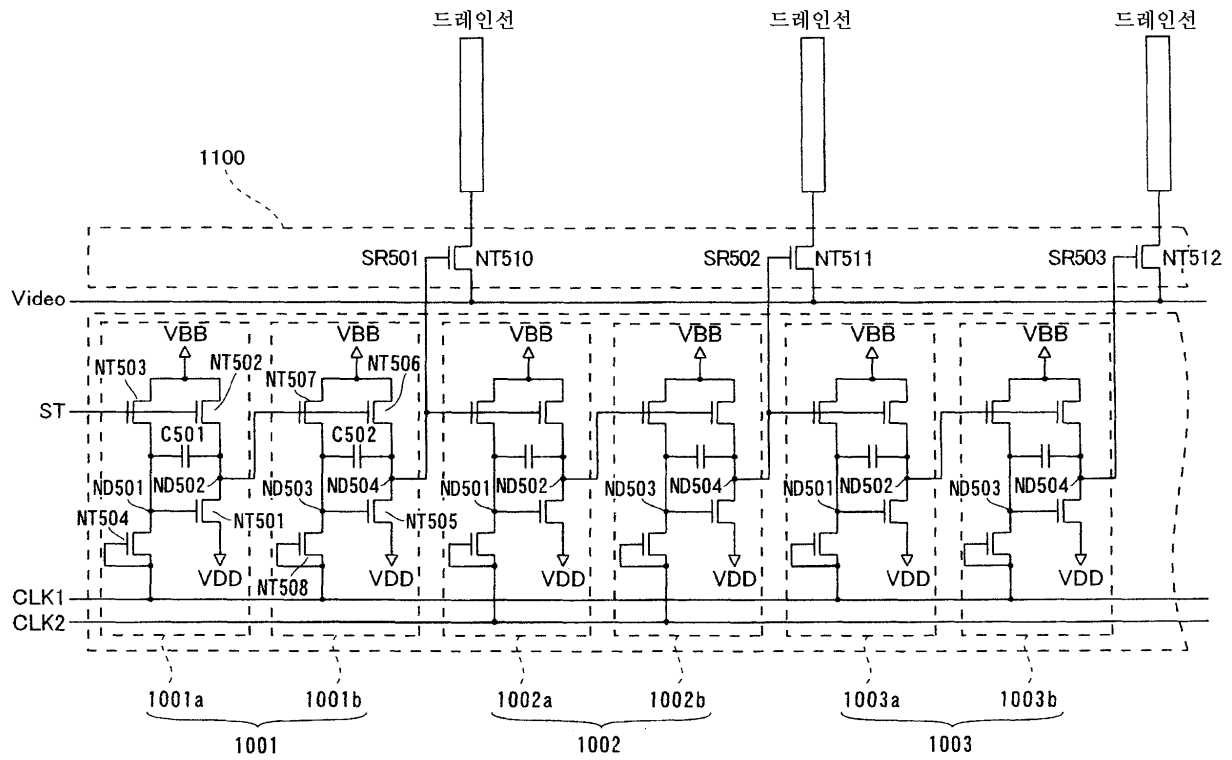 드레인선 드레인선 드레인선
1100
SR501 NT510 SR502 NT511 SR503 NT512
Video
VBB VBB VBB VBB VBB VBB
NT503 NT502 NT507 NT506
ST
C501 C502
ND501 ND502 ND503 ND504 ND501 ND502 ND503 ND504 ND501 ND502 ND503 ND504
NT504 NT501 NT505
NT508
VDD VDD VDD VDD VDD VDD
CLK1
CLK2
1001a 1001b 1002a 1002b 1003a 1003b
1001 1002 1003